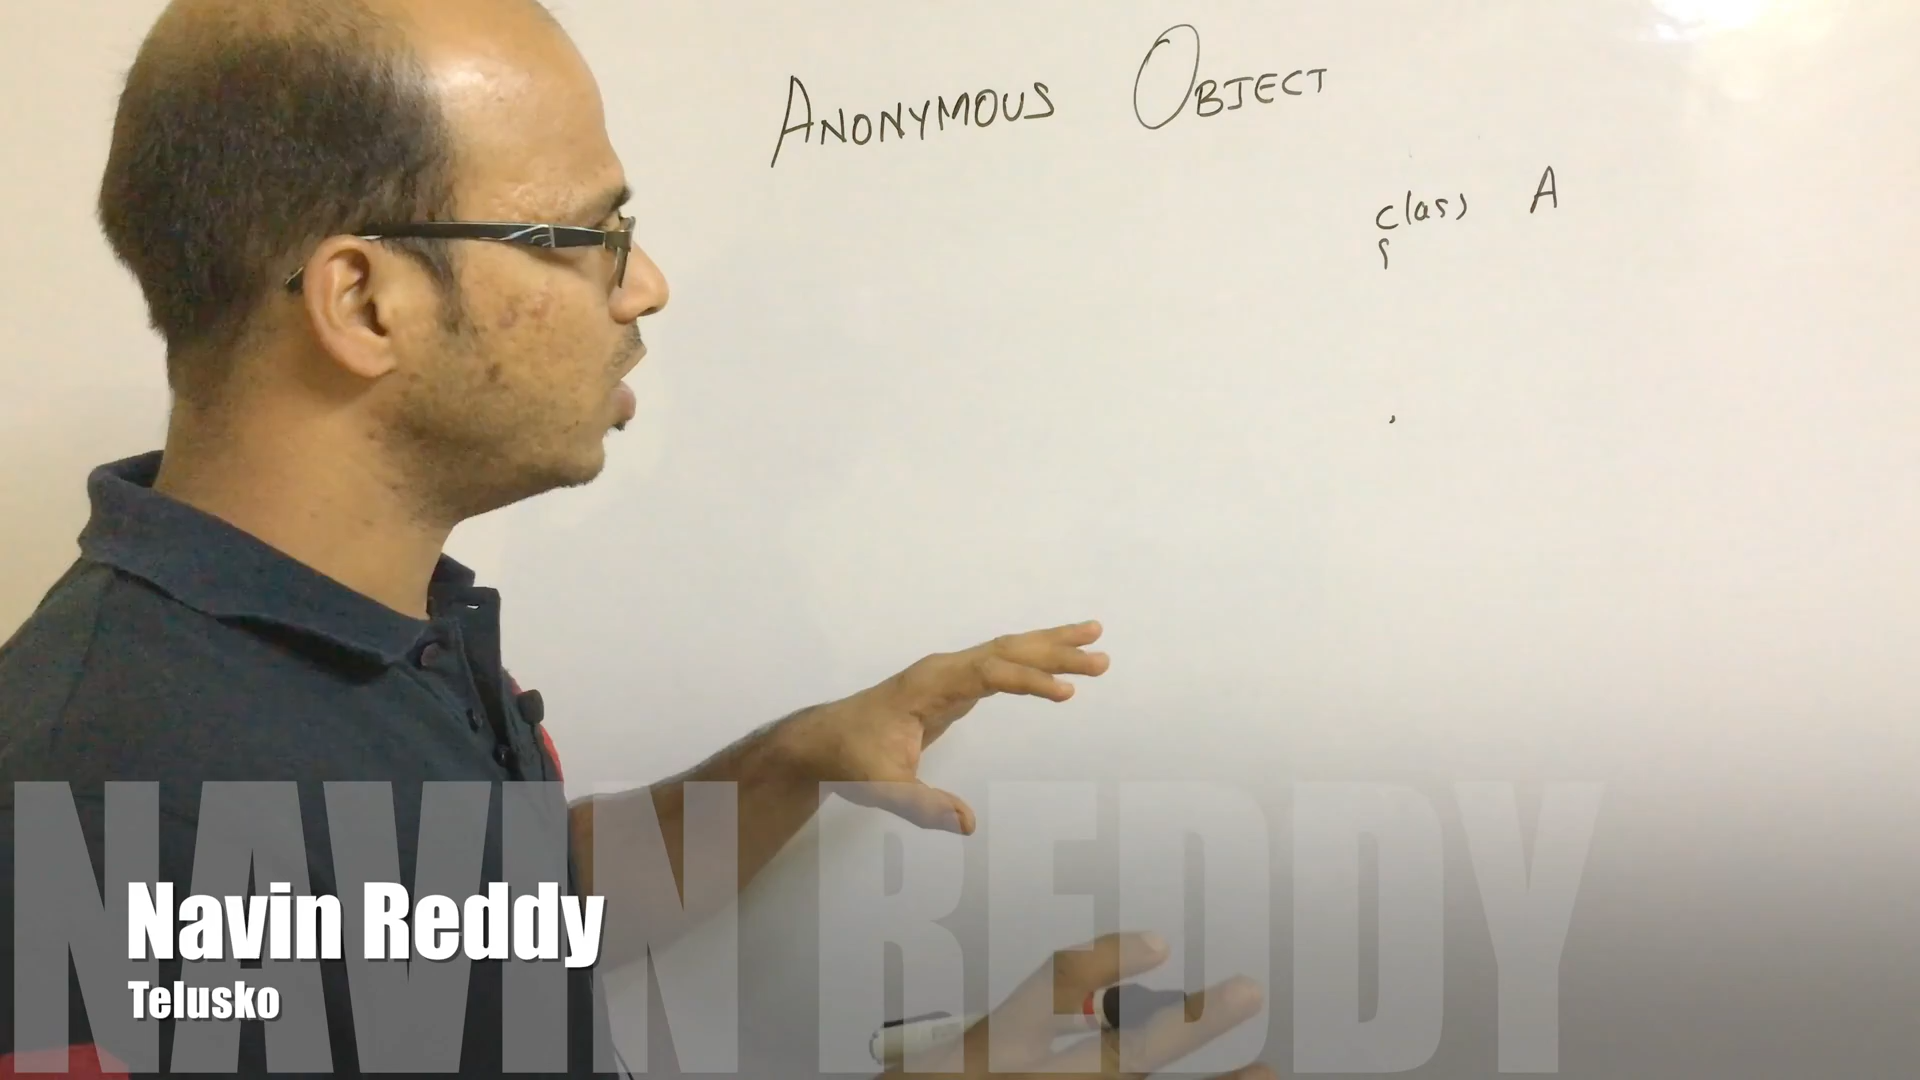 ANONYMOUS OBJECT
class A
{
NAVIN REDDY
Navin Reddy
Telusko